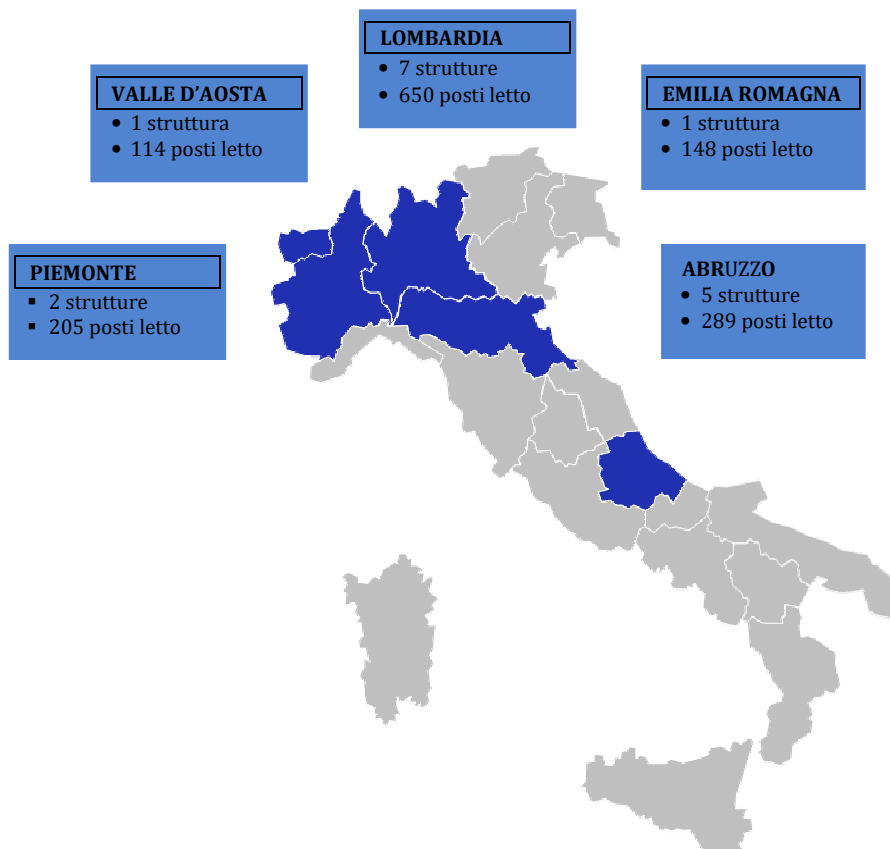 LOMBARDIA
• 7 strutture
• 650 posti letto
VALLE D'AOSTA
• 1 struttura
• 114 posti letto
EMILIA ROMAGNA
• 1 struttura
• 148 posti letto
PIEMONTE
▪ 2 strutture
▪ 205 posti letto
ABRUZZO
• 5 strutture
• 289 posti letto